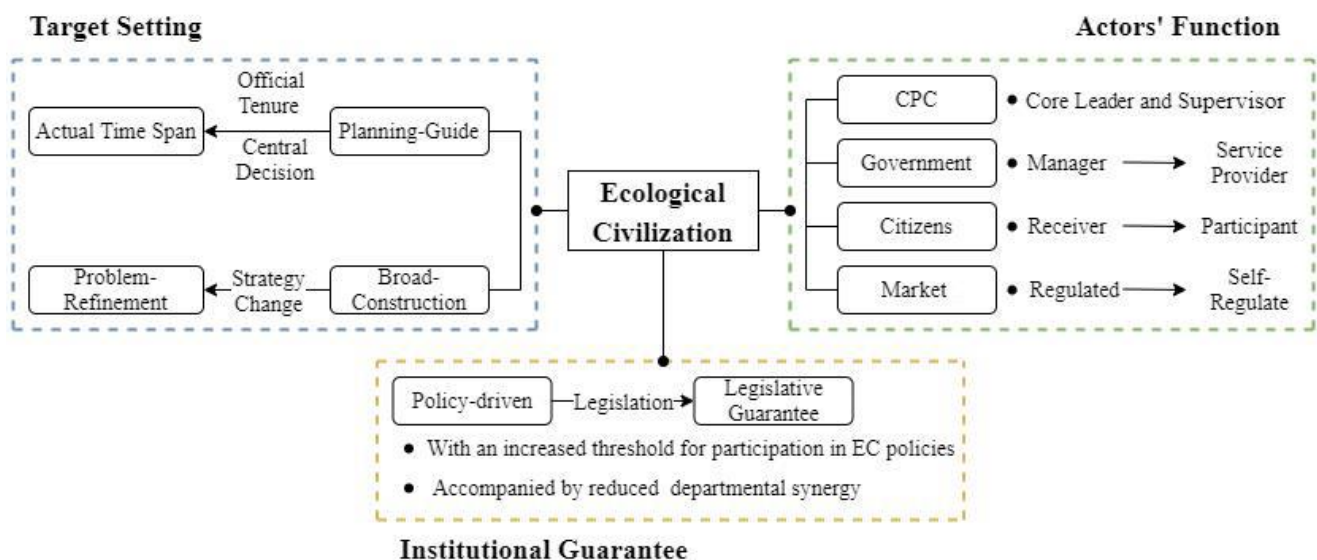 Target Setting
Actors' Function
Official
Tenure
Actual Time Span
Planning-Guide
Central
Decision
Problem-
Refinement
Strategy
Change
Broad-
Construction
Ecological
Civilization
CPC
Core Leader and Supervisor
Government
Manager
Service
Provider
Citizens
Receiver
Participant
Market
Regulated
Self-
Regulate
Policy-driven
Legislation
Legislative
Guarantee
With an increased threshold for participation in EC policies
Accompanied by reduced departmental synergy
Institutional Guarantee